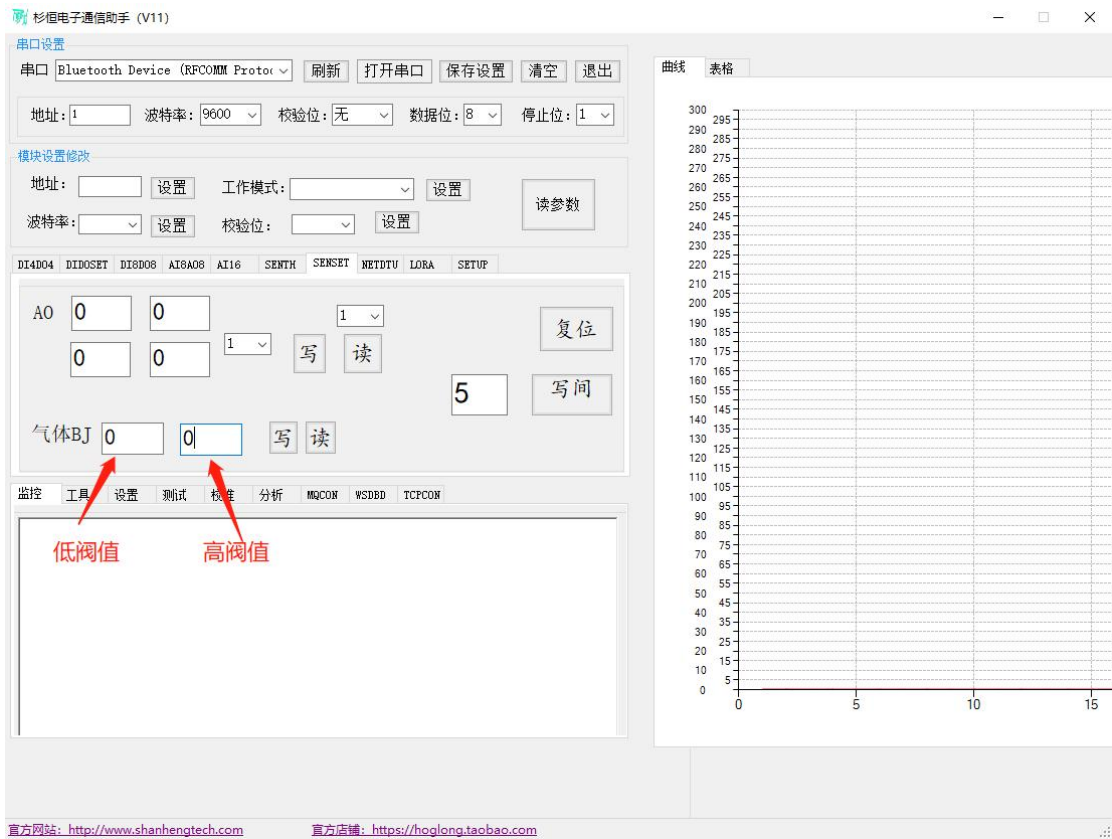 杉恒电子通信助手 (V11)
串口设置
串口 Bluetooth Device (RFCOMM Protoc 刷新 打开串口 保存设置 清空 退出
地址: 1 波特率: 9600 校验位: 无 数据位: 8 停止位: 1
模块设置修改
地址: 设置 工作模式: 设置 读参数
波特率: 设置 校验位: 设置
DI4DO4 DIDOSET DI8DO8 AI8AO8 AI16 SENTH SENSET NETDTU LORA SETUP
AO 0 0 1 复位
0 0 1 写 读
5 写间
气体BJ 0 0 写 读
监控 工具 设置 测试 校准 分析 MQCON WSDBD TCPCON
低阀值 高阀值
曲线 表格
300 295
290 285
280 275
270 265
260 255
250 245
240 235
230 225
220 215
210 205
200 195
190 185
180 175
170 165
160 155
150 145
140 135
130 125
120 115
110 105
100 95
90 85
80 75
70 65
60 55
50 45
40 35
30 25
20 15
10 5
0
0 5 10 15
官方网站: http://www.shanhengtech.com 官方店铺: https://hoglong.taobao.com